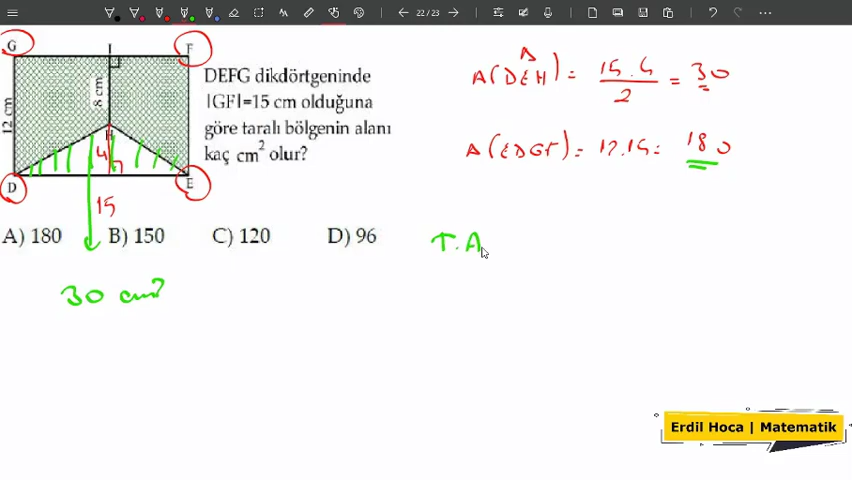 22/23
G I F
12 cm
8 cm
H
4
D E
15
30 cm²
DEFG dikdörtgeninde
|GF|=15 cm olduğuna
göre taralı bölgenin alanı
kaç cm² olur?
A) 180 B) 150 C) 120 D) 96
A(DEH) = 15.4 / 2 = 30
A(EDGF) = 12.15 = 180
T.A
Erdil Hoca | Matematik